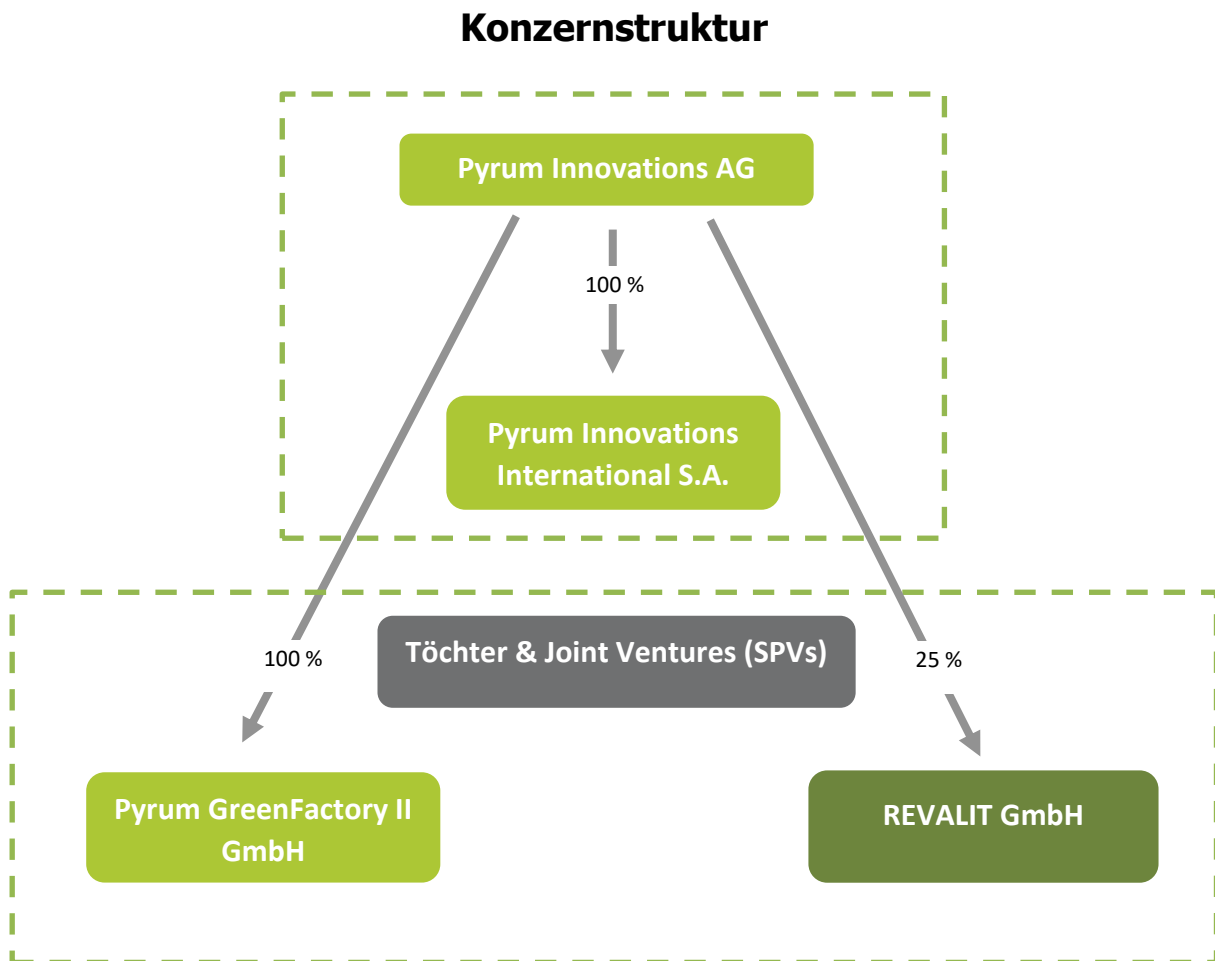 Konzernstruktur
Pyrum Innovations AG
100 %
Pyrum Innovations
International S.A.
Töchter & Joint Ventures (SPVs)
100 %
25 %
Pyrum GreenFactory II
GmbH
REVALIT GmbH